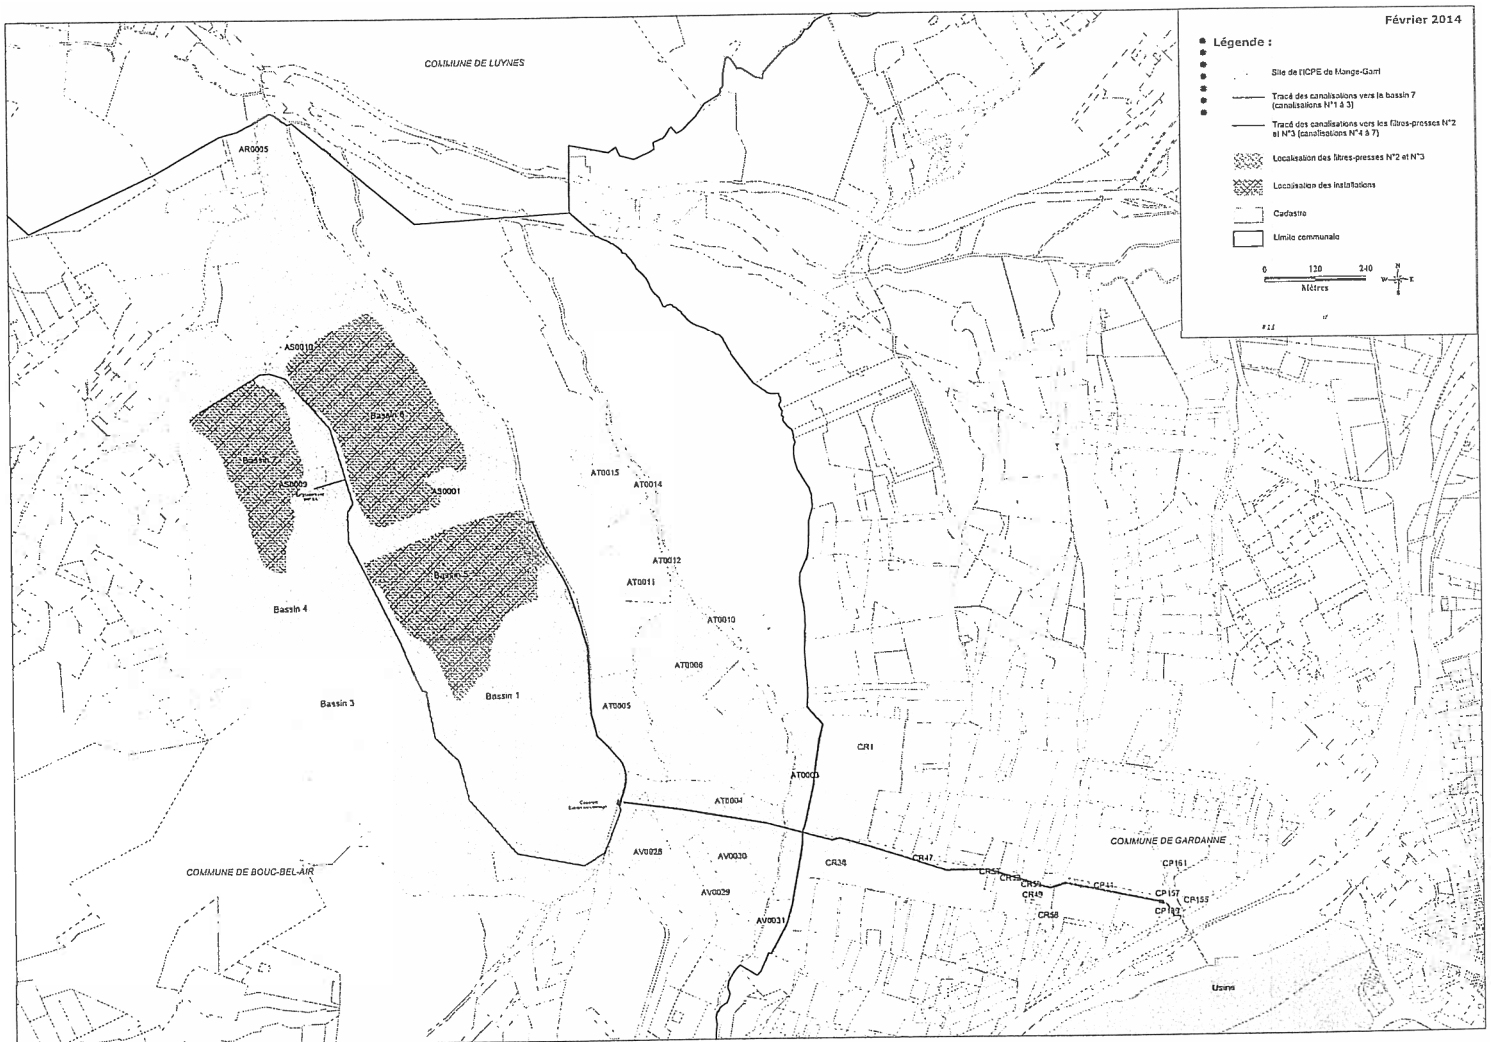 Février 2014
Légende :
Site de l'ICPE de Mange-Garri
Tracé des canalisations vers le bassin 7
(canalisations N°1 à 3)
Tracé des canalisations vers les filtres-presses N°2
et N°3 (canalisations N°4 à 7)
Localisation des filtres-presses N°2 et N°3
Localisation des installations
Cadastre
Limite communale
0 120 240
Mètres
N
W E
COMMUNE DE LUYNES
AR0005
AS0010
Bassin 6
Bassin 7
AS0009
AS0001
AT0015
AT0014
AT0012
AT0011
Bassin 5
Bassin 4
AT0010
AT0006
Bassin 1
Bassin 3
AT0005
CR1
AT0003
AT0004
COMMUNE DE GARDANNE
AV0028
AV0030
CR38
CR47
CP161
COMMUNE DE BOUC-BEL-AIR
CR49
CP41
CP157
CP155
AV0029
CR58
AV0031
Usine